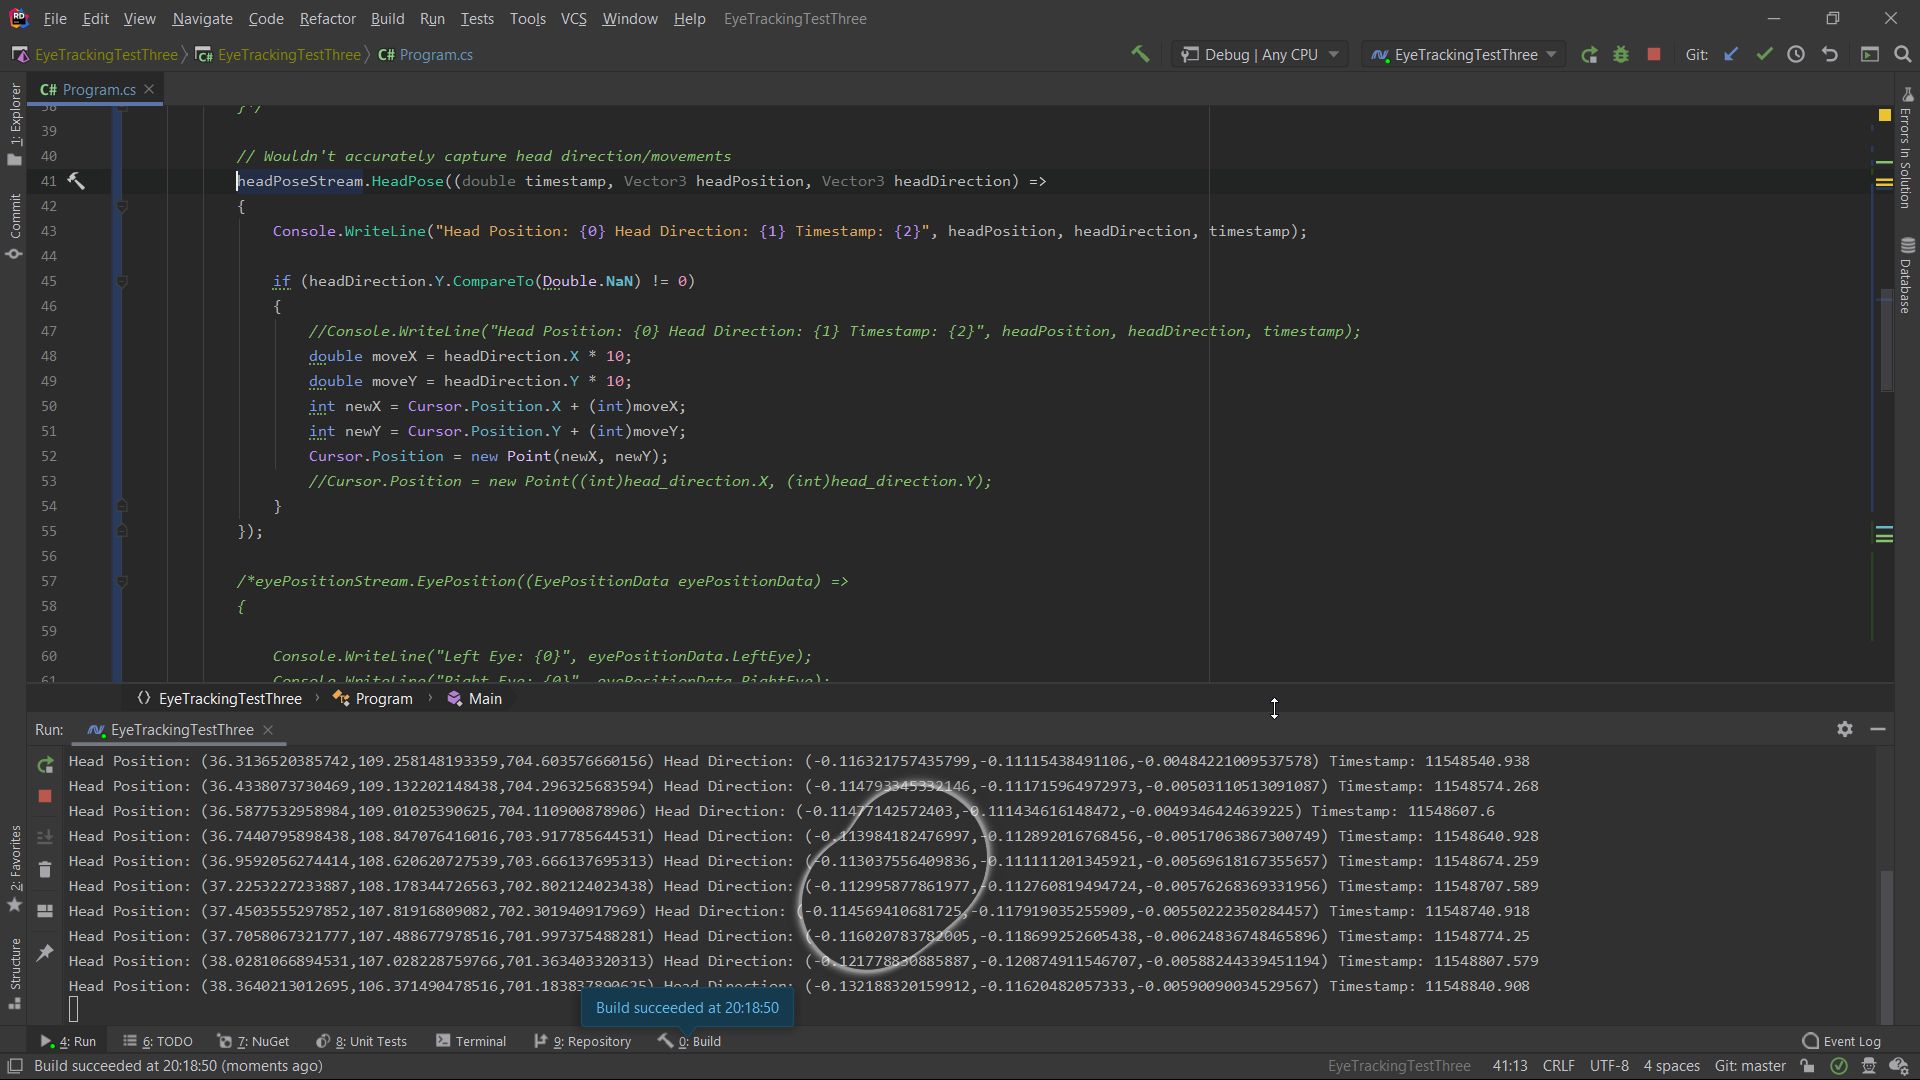 File Edit View Navigate Code Refactor Build Run Tests Tools VCS Window Help EyeTrackingTestThree
EyeTrackingTestThree EyeTrackingTestThree C# Program.cs Debug | Any CPU EyeTrackingTestThree Git:
C# Program.cs
38 }*/
39
40 // Wouldn't accurately capture head direction/movements
41 headPoseStream.HeadPose((double timestamp, Vector3 headPosition, Vector3 headDirection) =>
42 {
43 Console.WriteLine("Head Position: {0} Head Direction: {1} Timestamp: {2}", headPosition, headDirection, timestamp);
44
45 if (headDirection.Y.CompareTo(Double.NaN) != 0)
46 {
47 //Console.WriteLine("Head Position: {0} Head Direction: {1} Timestamp: {2}", headPosition, headDirection, timestamp);
48 double moveX = headDirection.X * 10;
49 double moveY = headDirection.Y * 10;
50 int newX = Cursor.Position.X + (int)moveX;
51 int newY = Cursor.Position.Y + (int)moveY;
52 Cursor.Position = new Point(newX, newY);
53 //Cursor.Position = new Point((int)head_direction.X, (int)head_direction.Y);
54 }
55 });
56
57 /*eyePositionStream.EyePosition((EyePositionData eyePositionData) =>
58 {
59
60 Console.WriteLine("Left Eye: {0}", eyePositionData.LeftEye);
61 Console.WriteLine("Right Eye: {0}", eyePositionData.RightEye);
1: Explorer
Commit
2: Favorites
Structure
Errors In Solution
Database
EyeTrackingTestThree Program Main
Run: EyeTrackingTestThree
Head Position: (36.3136520385742,109.258148193359,704.603576660156) Head Direction: (-0.116321757435799,-0.11115438491106,-0.00484221009537578) Timestamp: 11548540.938
Head Position: (36.4338073730469,109.132202148438,704.296325683594) Head Direction: (-0.114793345332146,-0.111715964972973,-0.00503110513091087) Timestamp: 11548574.268
Head Position: (36.5877532958984,109.01025390625,704.110900878906) Head Direction: (-0.11477142572403,-0.111434616148472,-0.0049346424639225) Timestamp: 11548607.6
Head Position: (36.7440795898438,108.847076416016,703.917785644531) Head Direction: (-0.113984182476997,-0.112892016768456,-0.00517063867300749) Timestamp: 11548640.928
Head Position: (36.9592056274414,108.620620727539,703.666137695313) Head Direction: (-0.113037556409836,-0.111111201345921,-0.00569618167355657) Timestamp: 11548674.259
Head Position: (37.2253227233887,108.178344726563,702.802124023438) Head Direction: (-0.112995877861977,-0.112760819494724,-0.00576268369331956) Timestamp: 11548707.589
Head Position: (37.4503555297852,107.81916809082,702.301940917969) Head Direction: (-0.114569410681725,-0.117919035255909,-0.00550222350284457) Timestamp: 11548740.918
Head Position: (37.7058067321777,107.488677978516,701.997375488281) Head Direction: (-0.116020783782005,-0.118699252605438,-0.00624836748465896) Timestamp: 11548774.25
Head Position: (38.0281066894531,107.028228759766,701.363403320313) Head Direction: (-0.121778830885887,-0.120874911546707,-0.00588244339451194) Timestamp: 11548807.579
Head Position: (38.3640213012695,106.371490478516,701.183837890625) Head Direction: (-0.132188320159912,-0.11620482057333,-0.00590090034529567) Timestamp: 11548840.908
Build succeeded at 20:18:50
4: Run 6: TODO 7: NuGet 8: Unit Tests Terminal 9: Repository 0: Build Event Log
Build succeeded at 20:18:50 (moments ago) EyeTrackingTestThree 41:13 CRLF UTF-8 4 spaces Git: master